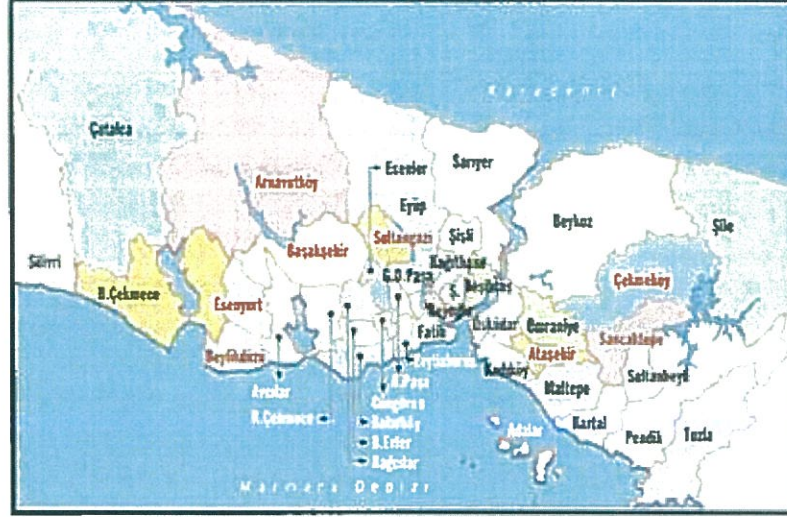 Karadeniz
Çatalca
Esenler
Sarıyer
Arnavutköy
Eyüp
Beykoz
Şile
Sultangazi
Şişli
Başakşehir
Silivri
Kağıthane
G.O.Paşa
Çekmeköy
Beşiktaş
B.Çekmece
Esenyurt
Ş.
Beyoğlu
Üsküdar
Ümraniye
Fatih
Sancaktepe
Beylikdüzü
Ataşehir
Zeytinburnu
Kadıköy
Sultanbeyli
B.Paşa
Maltepe
Avcılar
Güngören
K.Çekmece
Bakırköy
Kartal
Adalar
Pendik
Tuzla
B.Evler
Bağcılar
Marmara Denizi